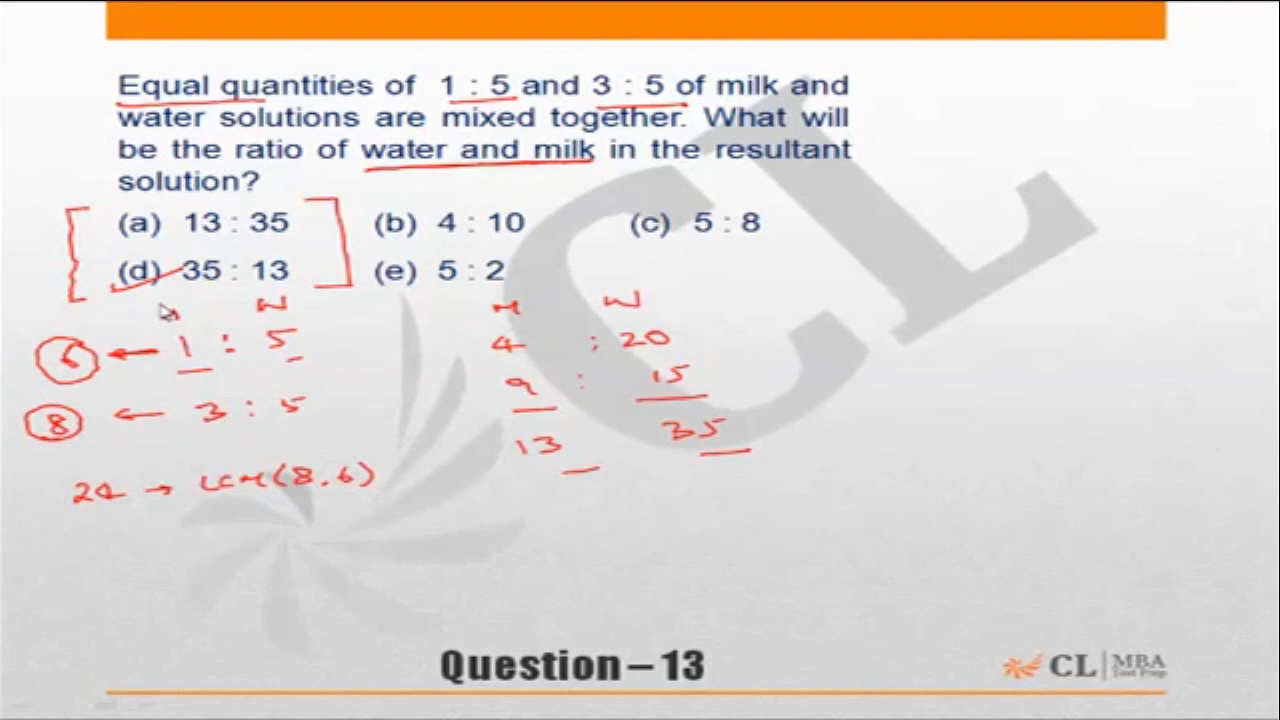 Equal quantities of 1 : 5 and 3 : 5 of milk and
water solutions are mixed together. What will
be the ratio of water and milk in the resultant
solution?
(a) 13 : 35 (b) 4 : 10 (c) 5 : 8
(d) 35 : 13 (e) 5 : 2
W M W
6 ← 1 : 5 4 : 20
8 ← 3 : 5 9 : 15
13 35
24 → LCM(8,6)
CL
Question – 13
CL MBA
Test Prep